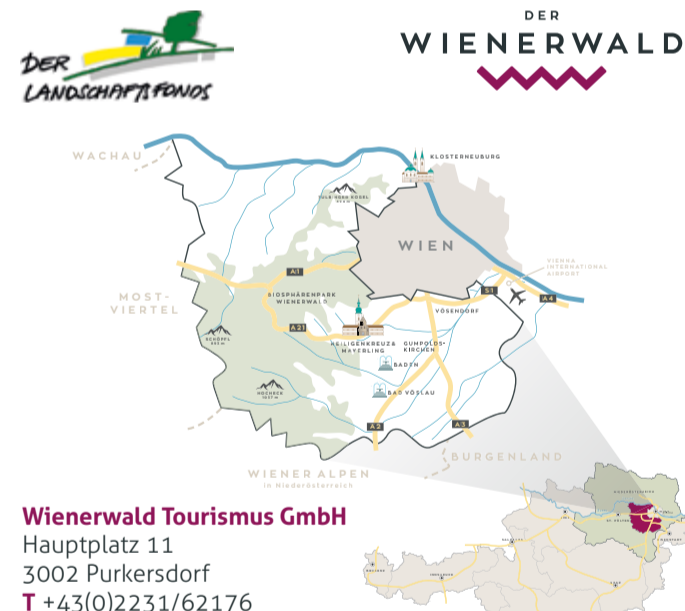 DER
LANDSCHAFTSFONDS
DER
WIENERWALD
WACHAU
KLOSTERNEUBURG
WIEN
VIENNA
INTERNATIONAL
AIRPORT
A1
BIOSPHÄRENPARK
WIENERWALD
S1
A4
MOST-
VIERTEL
VÖSENDORF
A21
SCHÖPFL
HEILIGENKREUZ &
MAYERLING
GUMPOLDS-
KIRCHEN
BADEN
BAD VÖSLAU
A2
A3
BURGENLAND
WIENER ALPEN
in Niederösterreich
Wienerwald Tourismus GmbH
Hauptplatz 11
3002 Purkersdorf
T +43(0)2231/62176